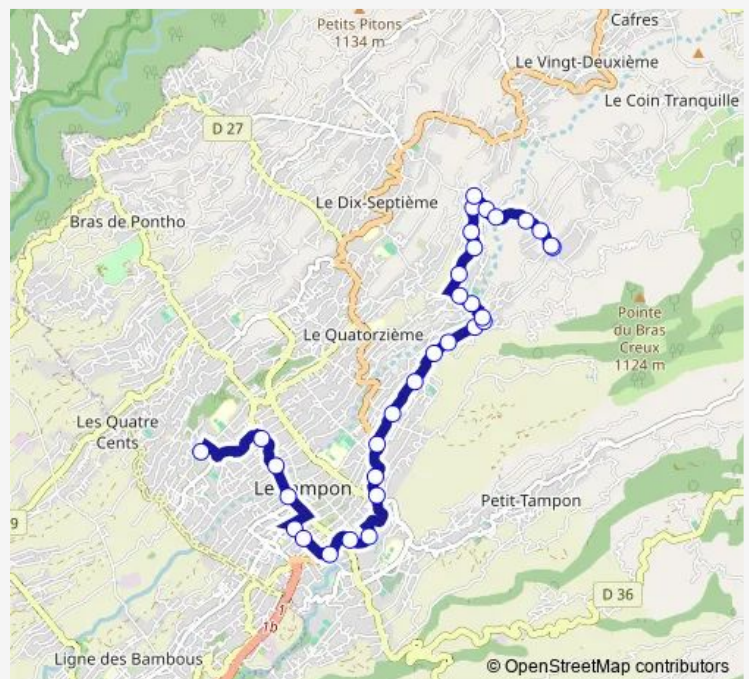 Petits Pitons
1134 m
Cafres
Le Vingt-Deuxième
Le Coin Tranquille
D 27
Le Dix-Septième
Bras de Pontho
Pointe
du Bras
Creux
1124 m
Le Quatorzième
Les Quatre
Cents
Le Tampon
Petit-Tampon
9
D 36
1b
Ligne des Bambous
© OpenStreetMap contributors